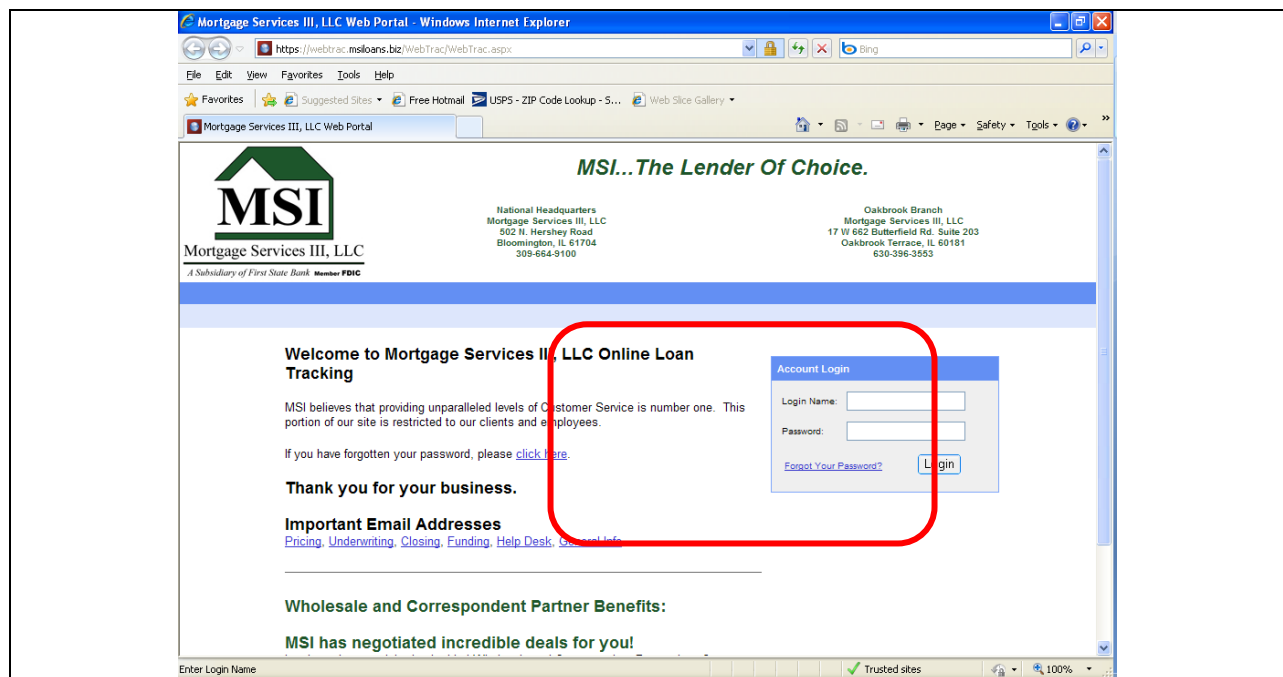 Mortgage Services III, LLC Web Portal - Windows Internet Explorer
https://webtrac.msiloans.biz/WebTrac/WebTrac.aspx
Bing
File Edit View Favorites Tools Help
Favorites Suggested Sites Free Hotmail USPS - ZIP Code Lookup - S... Web Slice Gallery
Mortgage Services III, LLC Web Portal
Page Safety Tools »
MSI...The Lender Of Choice.
MSI
Mortgage Services III, LLC
A Subsidiary of First State Bank Member FDIC
National Headquarters
Mortgage Services III, LLC
502 N. Hershey Road
Bloomington, IL 61704
309-664-9100
Oakbrook Branch
Mortgage Services III, LLC
17 W 662 Butterfield Rd. Suite 203
Oakbrook Terrace, IL 60181
630-396-3553
Welcome to Mortgage Services III, LLC Online Loan
Tracking
MSI believes that providing unparalleled levels of Customer Service is number one. This
portion of our site is restricted to our clients and employees.
If you have forgotten your password, please click here.
Thank you for your business.
Important Email Addresses
Pricing, Underwriting, Closing, Funding, Help Desk, General Info
Account Login
Login Name:
Password:
Forgot Your Password? Login
Wholesale and Correspondent Partner Benefits:
MSI has negotiated incredible deals for you!
Enter Login Name
Trusted sites
100%